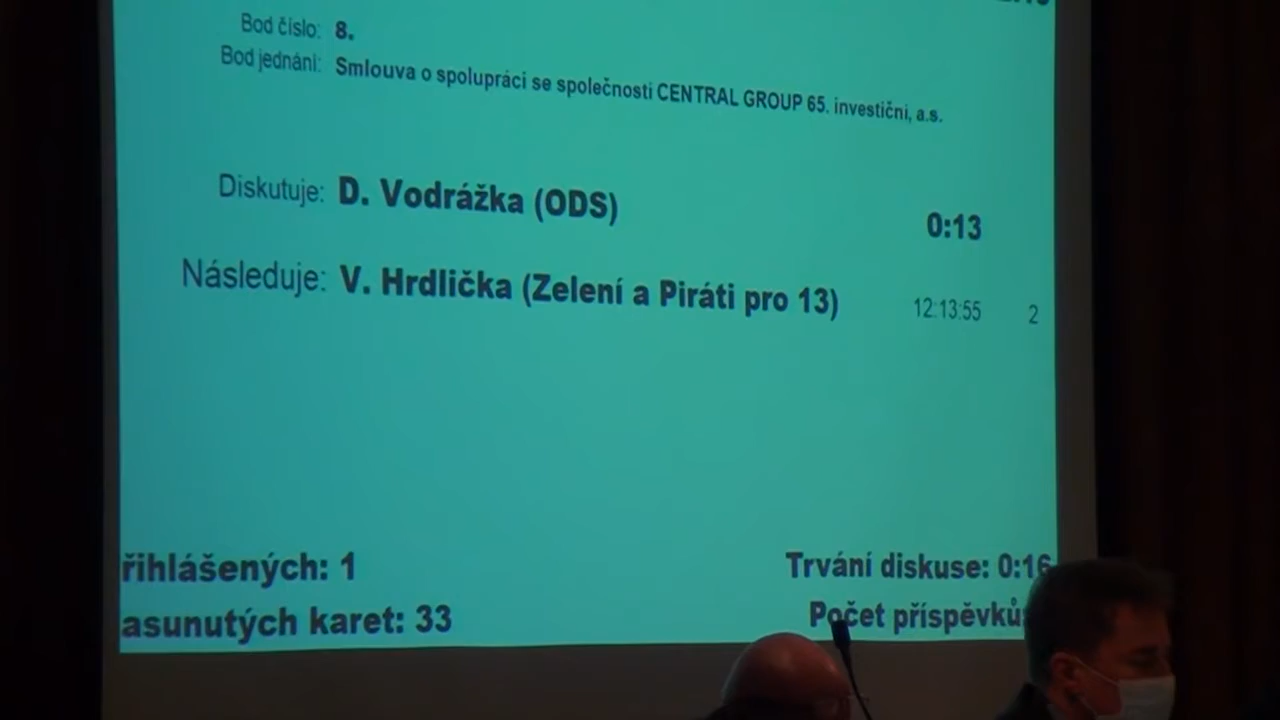 Bod číslo: 8.
Bod jednání: Smlouva o spolupráci se společností CENTRAL GROUP 65. investiční, a.s.
Diskutuje: D. Vodrážka (ODS) 0:13
Následuje: V. Hrdlička (Zelení a Piráti pro 13) 12:13:55 2
řihlášených: 1
Trvání diskuse: 0:16
asunutých karet: 33
Počet příspěvků: